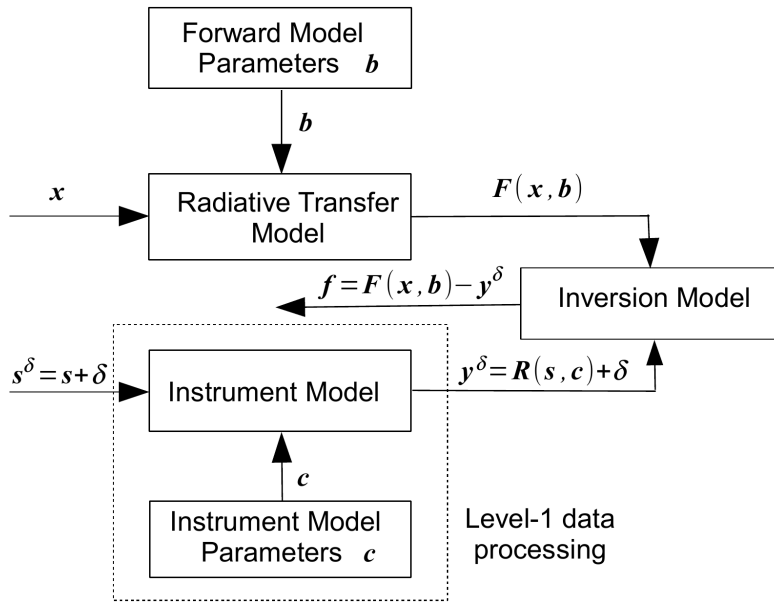 Forward Model
Parameters b
b
x
Radiative Transfer
Model
F(x,b)
f=F(x,b)−y^δ
Inversion Model
s^δ=s+δ
Instrument Model
y^δ=R(s,c)+δ
c
Instrument Model
Parameters c
Level-1 data
processing